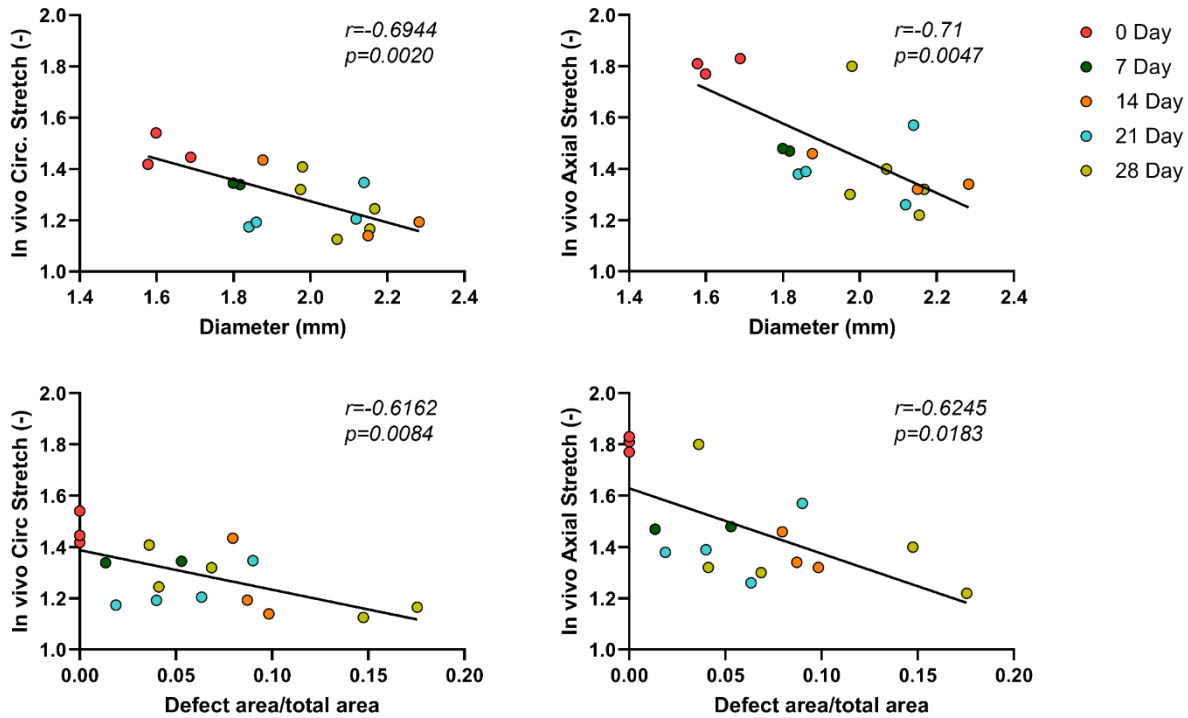 r=-0.6944
p=0.0020
In vivo Circ. Stretch (-)
2.0
1.8
1.6
1.4
1.2
1.0
1.4 1.6 1.8 2.0 2.2 2.4
Diameter (mm)
r=-0.71
p=0.0047
In vivo Axial Stretch (-)
2.0
1.8
1.6
1.4
1.2
1.0
1.4 1.6 1.8 2.0 2.2 2.4
Diameter (mm)
0 Day
7 Day
14 Day
21 Day
28 Day
r=-0.6162
p=0.0084
In vivo Circ Stretch (-)
2.0
1.8
1.6
1.4
1.2
1.0
0.00 0.05 0.10 0.15 0.20
Defect area/total area
r=-0.6245
p=0.0183
In vivo Axial Stretch (-)
2.0
1.8
1.6
1.4
1.2
1.0
0.00 0.05 0.10 0.15 0.20
Defect area/total area